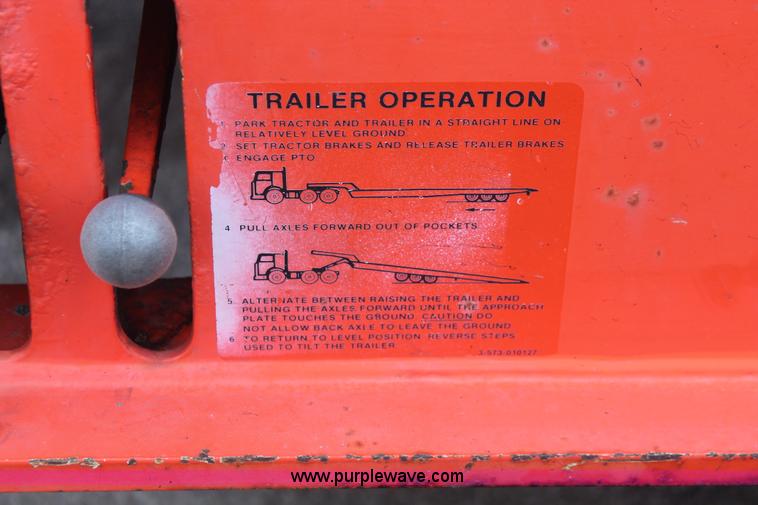 TRAILER OPERATION
1 PARK TRACTOR AND TRAILER IN A STRAIGHT LINE ON
RELATIVELY LEVEL GROUND
2 SET TRACTOR BRAKES AND RELEASE TRAILER BRAKES
ENGAGE PTO
4 PULL AXLES FORWARD OUT OF POCKETS
5 ALTERNATE BETWEEN RAISING THE TRAILER AND
PULLING THE AXLES FORWARD UNTIL THE APPROACH
PLATE TOUCHES THE GROUND. CAUTION DO
NOT ALLOW BACK AXLE TO LEAVE THE GROUND
6 TO RETURN TO LEVEL POSITION REVERSE STEPS
USED TO TILT THE TRAILER
3-573-010127
www.purplewave.com